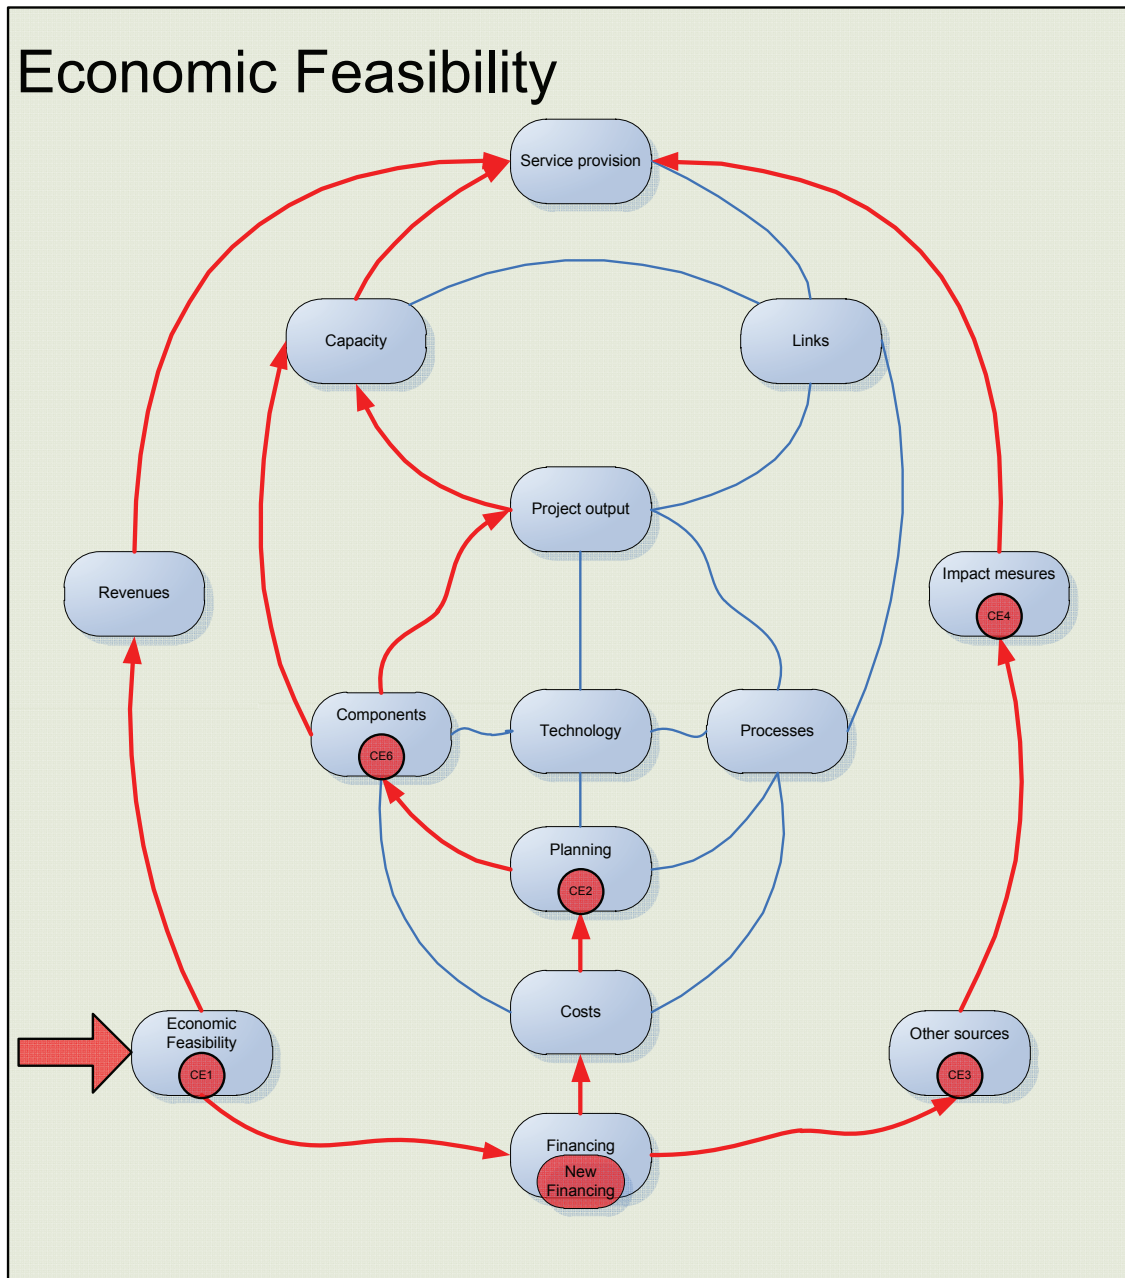 Economic Feasibility
Service provision
Capacity
Links
Project output
Revenues
Impact mesures
CE4
Components
CE6
Technology
Processes
Planning
CE2
Costs
Economic
Feasibility
CE1
Other sources
CE3
Financing
New
Financing